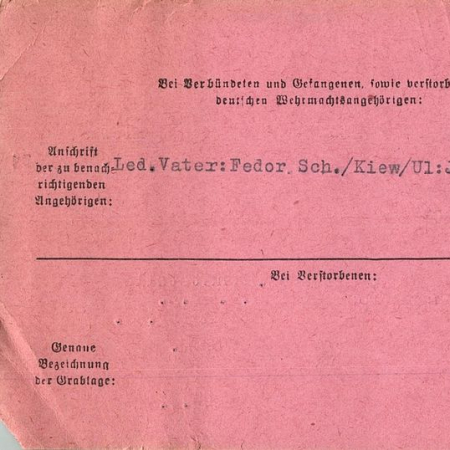 Bei Verbündeten und Gefangenen, sowie verstorb
deutschen Wehrmachtsangehörigen:
Anschrift
der zu benach-
richtigenden
Angehörigen:
Led.Vater:Fedor Sch./Kiew/Ul:J
Bei Verstorbenen:
Genaue
Bezeichnung
der Grablage: